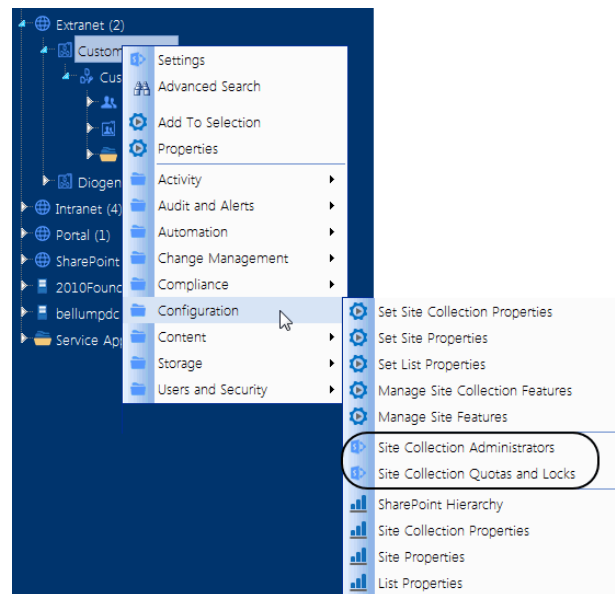 Extranet (2)
Custom
Cus
Diogen
Intranet (4)
Portal (1)
SharePoint
2010Found
bellumpdc
Service App
Settings
Advanced Search
Add To Selection
Properties
Activity
Audit and Alerts
Automation
Change Management
Compliance
Configuration
Content
Storage
Users and Security
Set Site Collection Properties
Set Site Properties
Set List Properties
Manage Site Collection Features
Manage Site Features
Site Collection Administrators
Site Collection Quotas and Locks
SharePoint Hierarchy
Site Collection Properties
Site Properties
List Properties